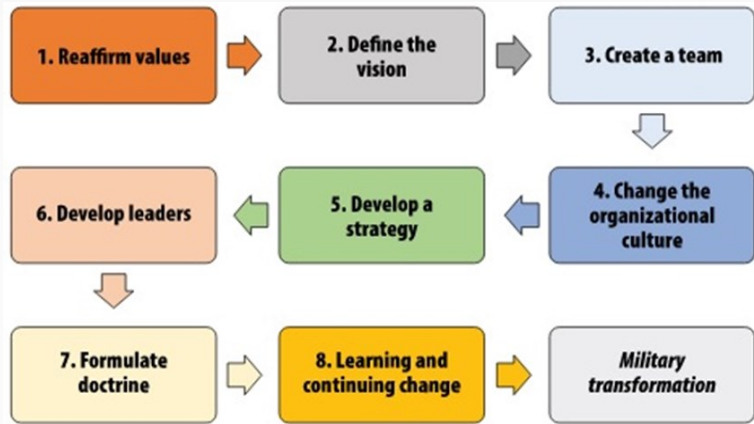 1. Reaffirm values
2. Define the
vision
3. Create a team
4. Change the
organizational
culture
5. Develop a
strategy
6. Develop leaders
7. Formulate
doctrine
8. Learning and
continuing change
Military
transformation